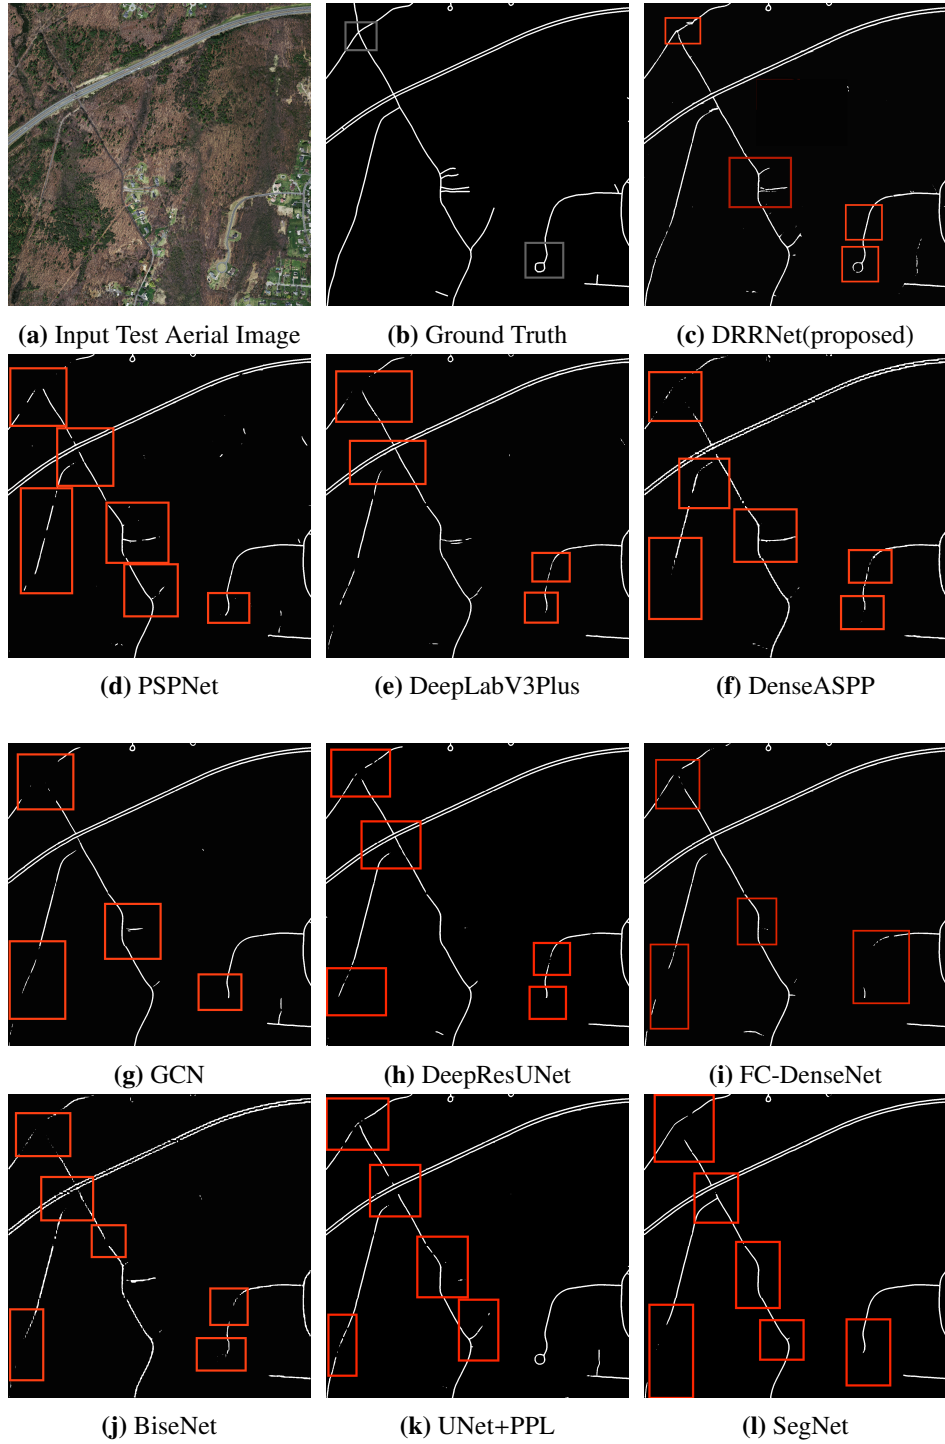 (a) Input Test Aerial Image
(b) Ground Truth
(c) DRRNet(proposed)
(d) PSPNet
(e) DeepLabV3Plus
(f) DenseASPP
(g) GCN
(h) DeepResUNet
(i) FC-DenseNet
(j) BiseNet
(k) UNet+PPL
(l) SegNet